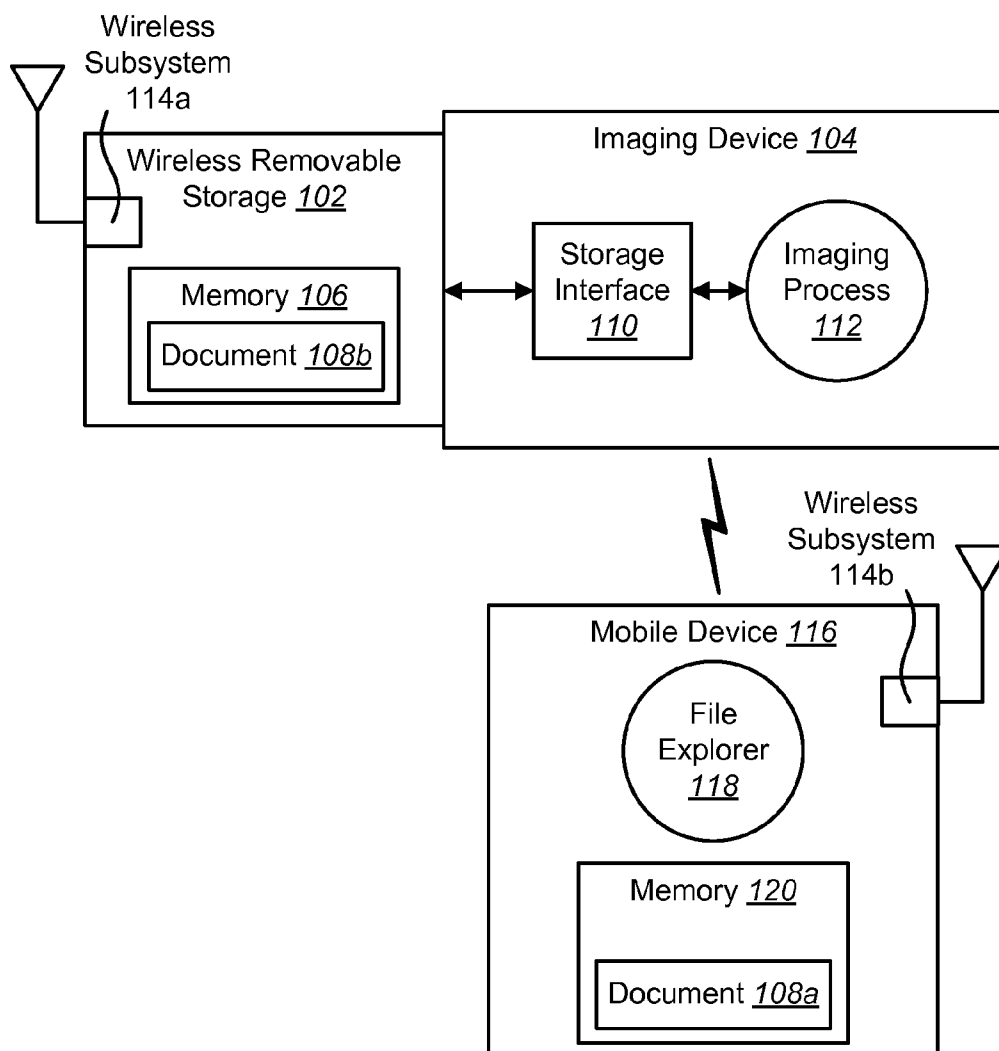 Wireless
Subsystem
114a
Wireless Removable
Storage 102
Memory 106
Document 108b
Imaging Device 104
Storage
Interface
110
Imaging
Process
112
Wireless
Subsystem
114b
Mobile Device 116
File
Explorer
118
Memory 120
Document 108a